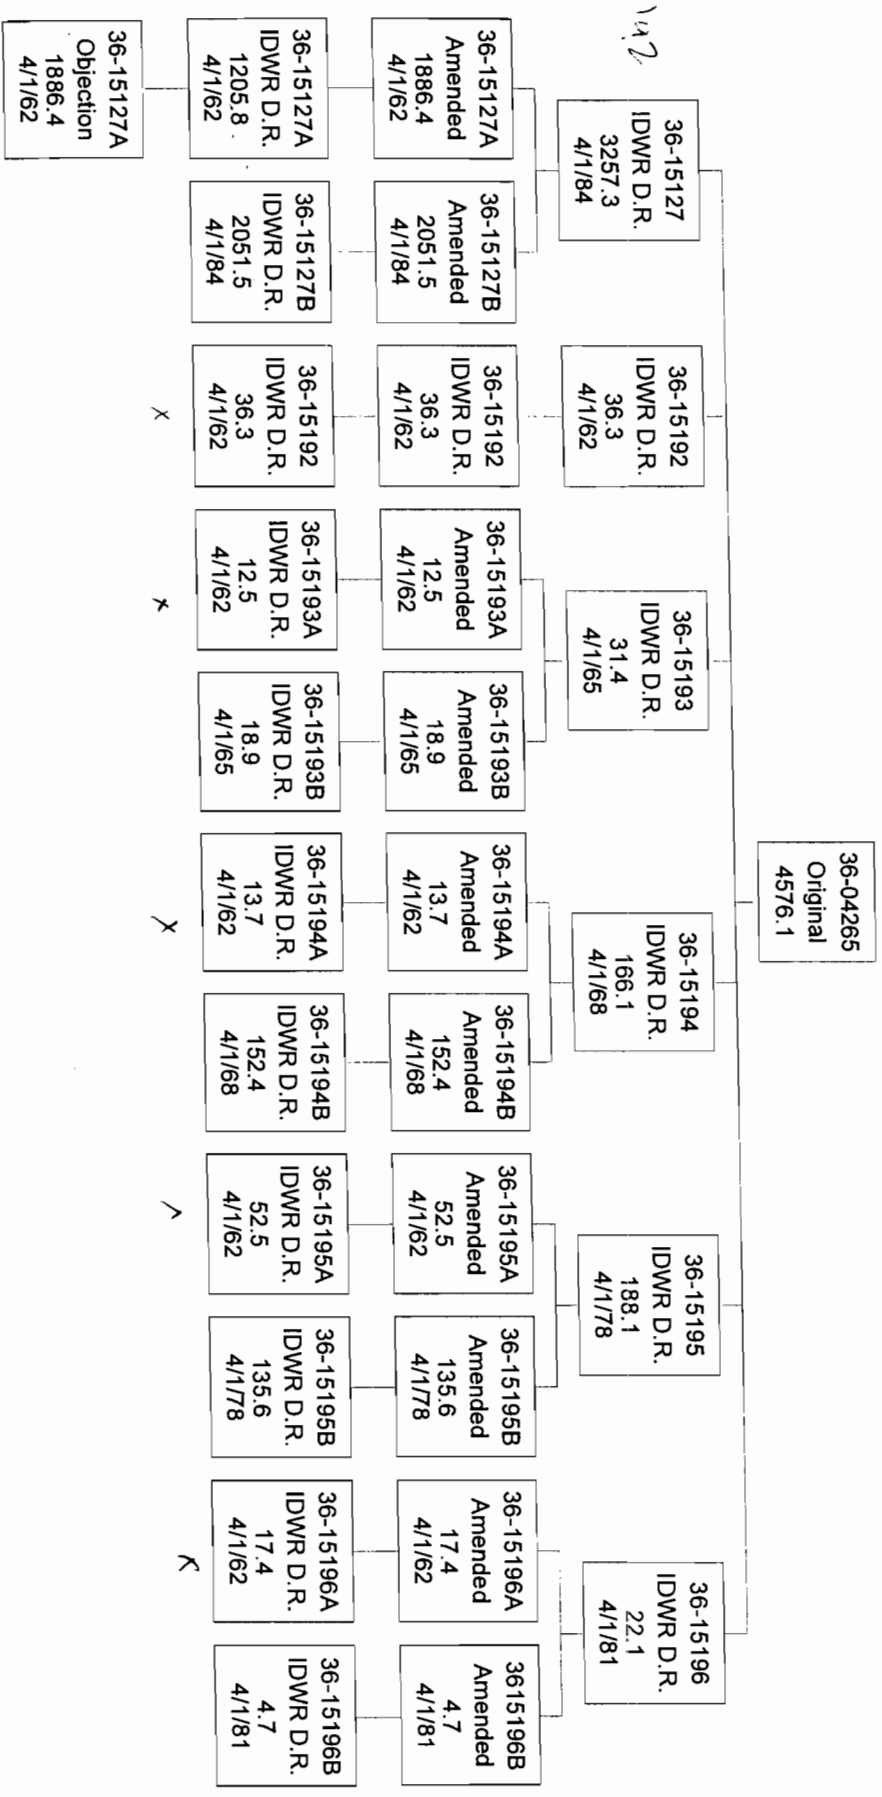 36-04265
Original
4576.1
36-15127
IDWR D.R.
3257.3
4/1/84
36-15192
IDWR D.R.
36.3
4/1/62
36-15193
IDWR D.R.
31.4
4/1/65
36-15194
IDWR D.R.
166.1
4/1/68
36-15195
IDWR D.R.
188.1
4/1/78
36-15196
IDWR D.R.
22.1
4/1/81
36-15127A
Amended
1886.4
4/1/62
36-15127B
Amended
2051.5
4/1/84
36-15192
IDWR D.R.
36.3
4/1/62
36-15193A
Amended
12.5
4/1/62
36-15193B
Amended
18.9
4/1/65
36-15194A
Amended
13.7
4/1/62
36-15194B
Amended
152.4
4/1/68
36-15195A
Amended
52.5
4/1/62
36-15195B
Amended
135.6
4/1/78
36-15196A
Amended
17.4
4/1/62
3615196B
Amended
4.7
4/1/81
36-15127A
IDWR D.R.
1205.8
4/1/62
36-15127B
IDWR D.R.
2051.5
4/1/84
36-15192
IDWR D.R.
36.3
4/1/62
36-15193A
IDWR D.R.
12.5
4/1/62
36-15193B
IDWR D.R.
18.9
4/1/65
36-15194A
IDWR D.R.
13.7
4/1/62
36-15194B
IDWR D.R.
152.4
4/1/68
36-15195A
IDWR D.R.
52.5
4/1/62
36-15195B
IDWR D.R.
135.6
4/1/78
36-15196A
IDWR D.R.
17.4
4/1/62
36-15196B
IDWR D.R.
4.7
4/1/81
36-15127A
Objection
1886.4
4/1/62